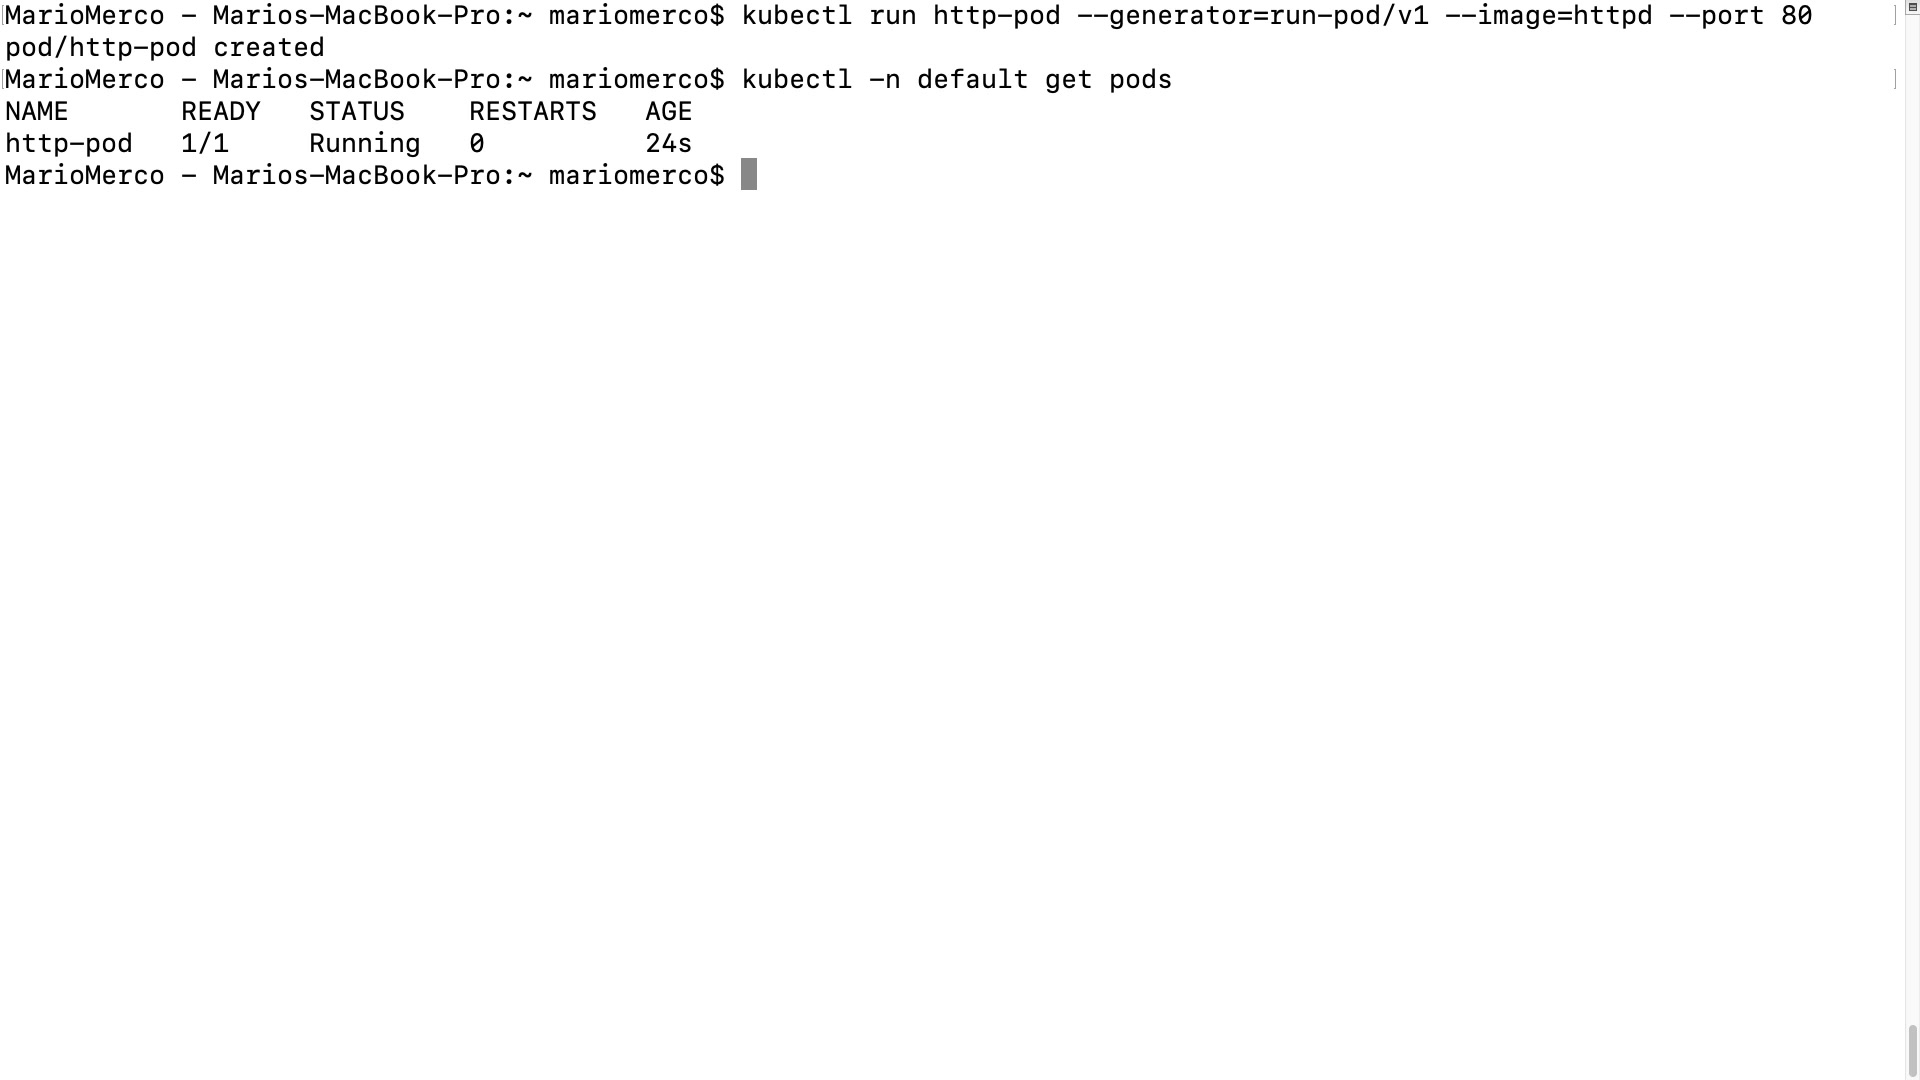 MarioMerco - Marios-MacBook-Pro:~ mariomerco$ kubectl run http-pod --generator=run-pod/v1 --image=httpd --port 80
pod/http-pod created
MarioMerco - Marios-MacBook-Pro:~ mariomerco$ kubectl -n default get pods
NAME       READY   STATUS    RESTARTS   AGE
http-pod   1/1     Running   0          24s
MarioMerco - Marios-MacBook-Pro:~ mariomerco$